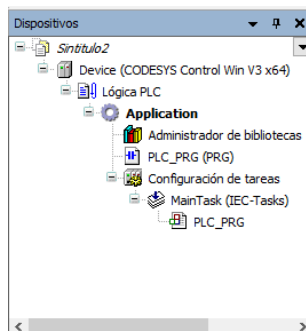 Dispositivos
Sintitulo2
Device (CODESYS Control Win V3 x64)
Lógica PLC
Application
Administrador de bibliotecas
PLC_PRG (PRG)
Configuración de tareas
MainTask (IEC-Tasks)
PLC_PRG